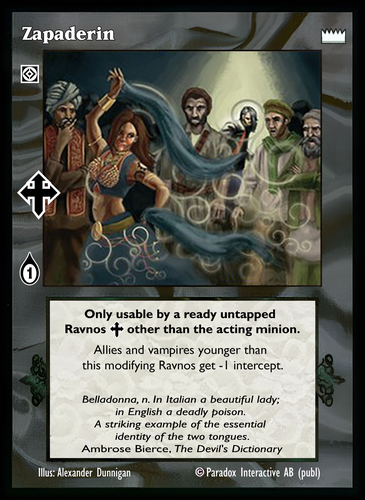 Zapaderin
1
Only usable by a ready untapped
Ravnos other than the acting minion.
Allies and vampires younger than
this modifying Ravnos get -1 intercept.
Belladonna, n. In Italian a beautiful lady;
in English a deadly poison.
A striking example of the essential
identity of the two tongues.
Ambrose Bierce, The Devil's Dictionary
Illus: Alexander Dunnigan © Paradox Interactive AB (publ)